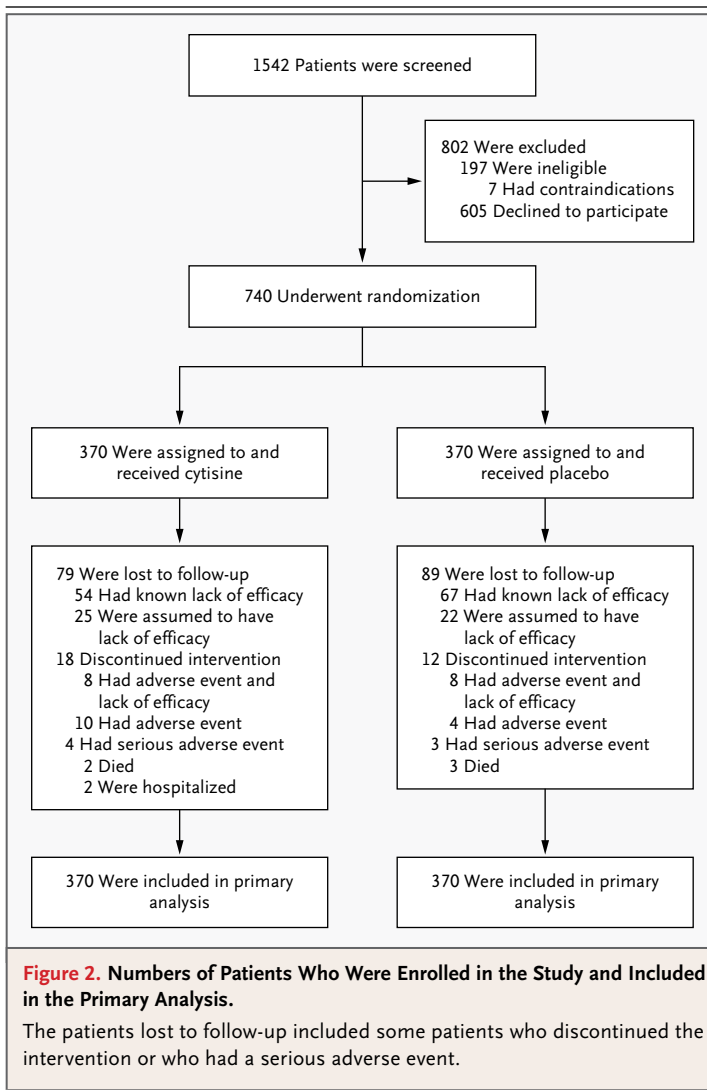 1542 Patients were screened
802 Were excluded
197 Were ineligible
7 Had contraindications
605 Declined to participate
740 Underwent randomization
370 Were assigned to and
received cytisine
370 Were assigned to and
received placebo
79 Were lost to follow-up
54 Had known lack of efficacy
25 Were assumed to have
lack of efficacy
18 Discontinued intervention
8 Had adverse event and
lack of efficacy
10 Had adverse event
4 Had serious adverse event
2 Died
2 Were hospitalized
89 Were lost to follow-up
67 Had known lack of efficacy
22 Were assumed to have
lack of efficacy
12 Discontinued intervention
8 Had adverse event and
lack of efficacy
4 Had adverse event
3 Had serious adverse event
3 Died
370 Were included in primary
analysis
370 Were included in primary
analysis
Figure 2. Numbers of Patients Who Were Enrolled in the Study and Included
in the Primary Analysis.
The patients lost to follow-up included some patients who discontinued the
intervention or who had a serious adverse event.